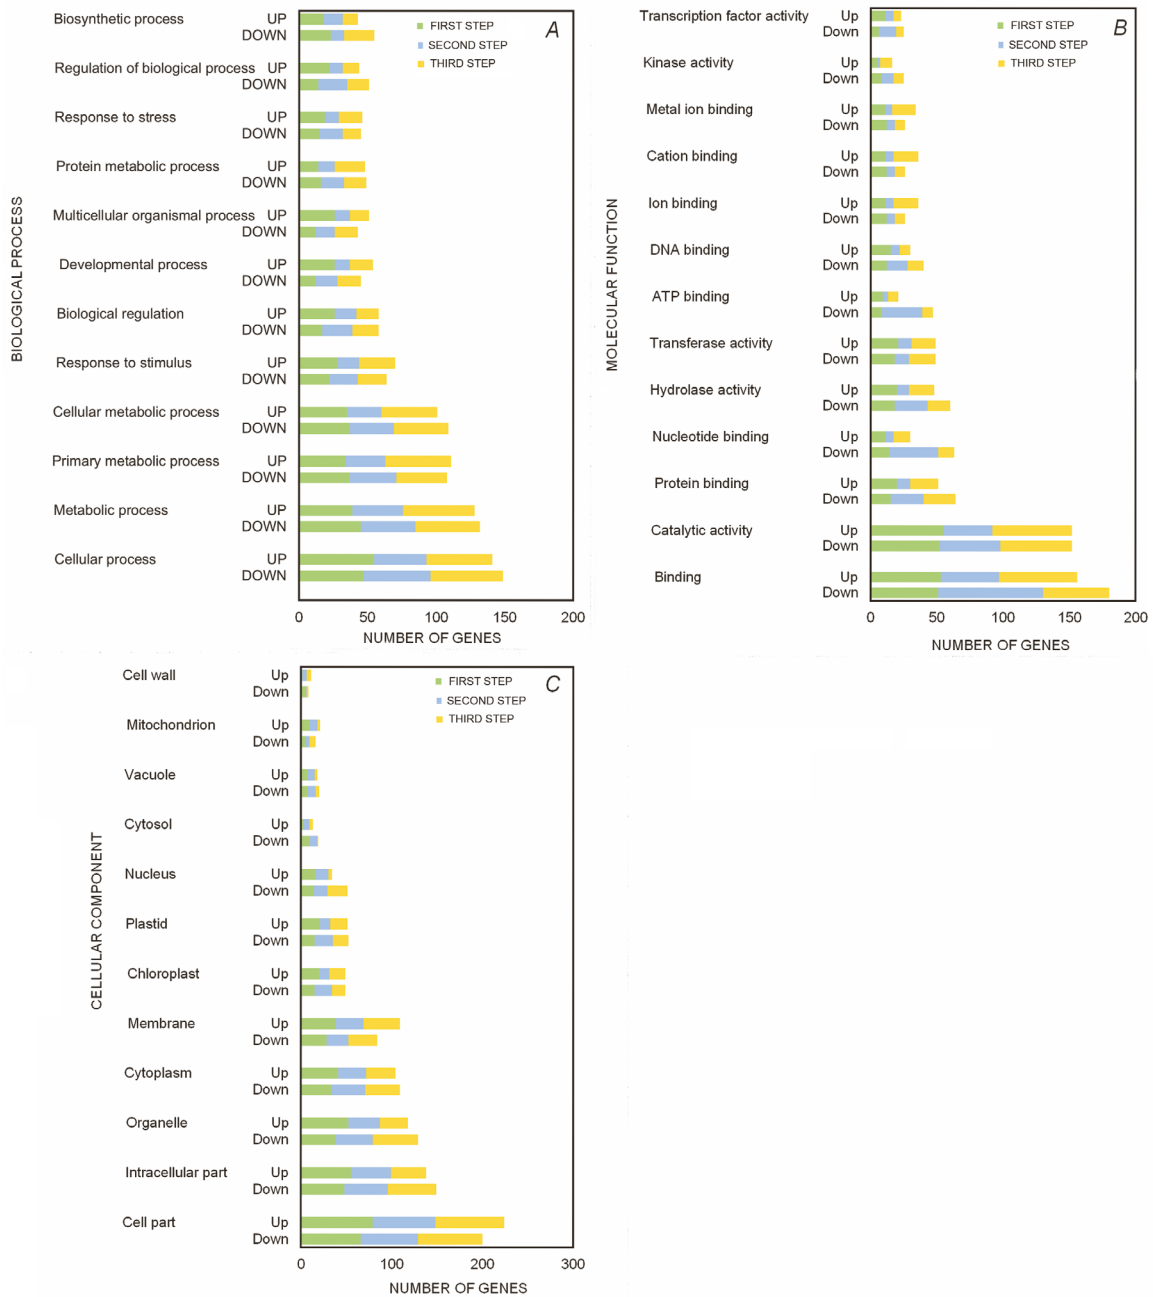 A
FIRST STEP
SECOND STEP
THIRD STEP
BIOLOGICAL PROCESS
Biosynthetic process UP
DOWN
Regulation of biological process UP
DOWN
Response to stress UP
DOWN
Protein metabolic process UP
DOWN
Multicellular organismal process UP
DOWN
Developmental process UP
DOWN
Biological regulation UP
DOWN
Response to stimulus UP
DOWN
Cellular metabolic process UP
DOWN
Primary metabolic process UP
DOWN
Metabolic process UP
DOWN
Cellular process UP
DOWN
0 50 100 150 200
NUMBER OF GENES
B
FIRST STEP
SECOND STEP
THIRD STEP
MOLECULAR FUNCTION
Transcription factor activity Up
Down
Kinase activity Up
Down
Metal ion binding Up
Down
Cation binding Up
Down
Ion binding Up
Down
DNA binding Up
Down
ATP binding Up
Down
Transferase activity Up
Down
Hydrolase activity Up
Down
Nucleotide binding Up
Down
Protein binding Up
Down
Catalytic activity Up
Down
Binding Up
Down
0 50 100 150 200
NUMBER OF GENES
C
FIRST STEP
SECOND STEP
THIRD STEP
CELLULAR COMPONENT
Cell wall Up
Down
Mitochondrion Up
Down
Vacuole Up
Down
Cytosol Up
Down
Nucleus Up
Down
Plastid Up
Down
Chloroplast Up
Down
Membrane Up
Down
Cytoplasm Up
Down
Organelle Up
Down
Intracellular part Up
Down
Cell part Up
Down
0 100 200 300
NUMBER OF GENES